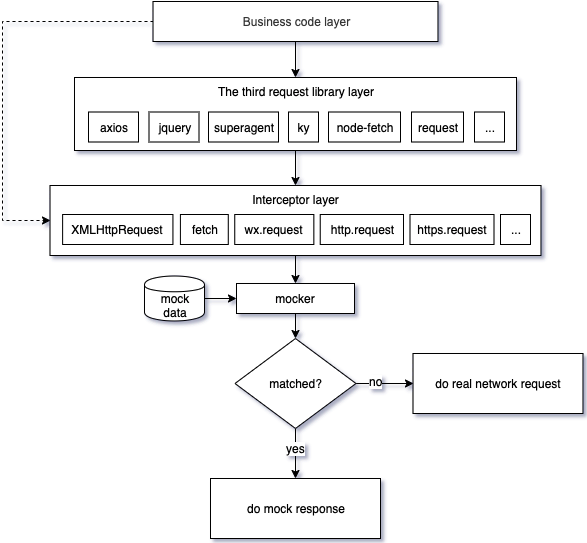 Business code layer
The third request library layer
axios jquery superagent ky node-fetch request ...
Interceptor layer
XMLHttpRequest fetch wx.request http.request https.request ...
mock
data
mocker
matched?
no
do real network request
yes
do mock response